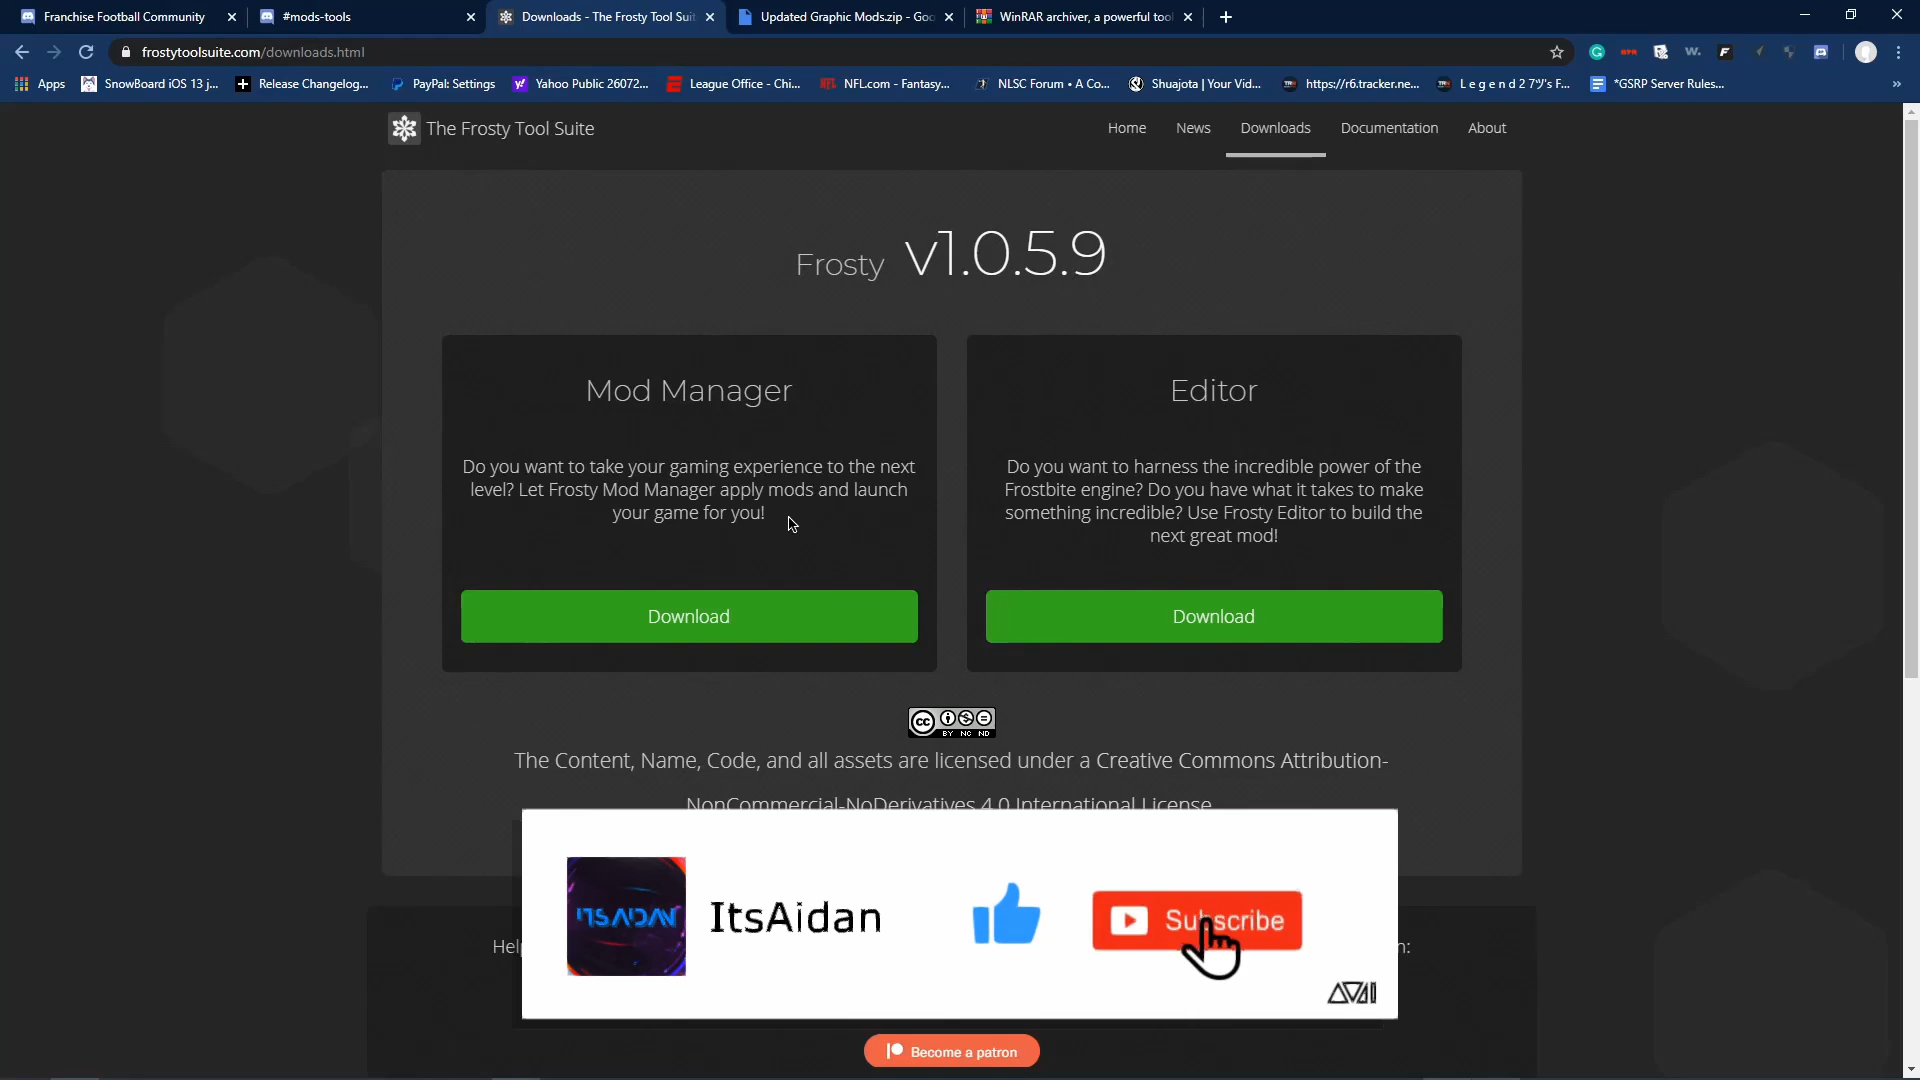 Franchise Football Community
#mods-tools
Downloads - The Frosty Tool Suit
Updated Graphic Mods.zip - Goo
WinRAR archiver, a powerful tool
frostytoolsuite.com/downloads.html
Apps
SnowBoard iOS 13 j...
Release Changelog...
PayPal: Settings
Yahoo Public 26072...
League Office - Chi...
NFL.com - Fantasy...
NLSC Forum • A Co...
Shuajota | Your Vid...
https://r6.tracker.ne...
L e g e n d 2 7ツ's F...
*GSRP Server Rules...
»
The Frosty Tool Suite
Home
News
Downloads
Documentation
About
Frosty v1.0.5.9
Mod Manager
Do you want to take your gaming experience to the next
level? Let Frosty Mod Manager apply mods and launch
your game for you!
Download
Editor
Do you want to harness the incredible power of the
Frostbite engine? Do you have what it takes to make
something incredible? Use Frosty Editor to build the
next great mod!
Download
cc
BY NC ND
The Content, Name, Code, and all assets are licensed under a Creative Commons Attribution-
NonCommercial-NoDerivatives 4.0 International License
ITSAIDAN
ItsAidan
Subscribe
Become a patron